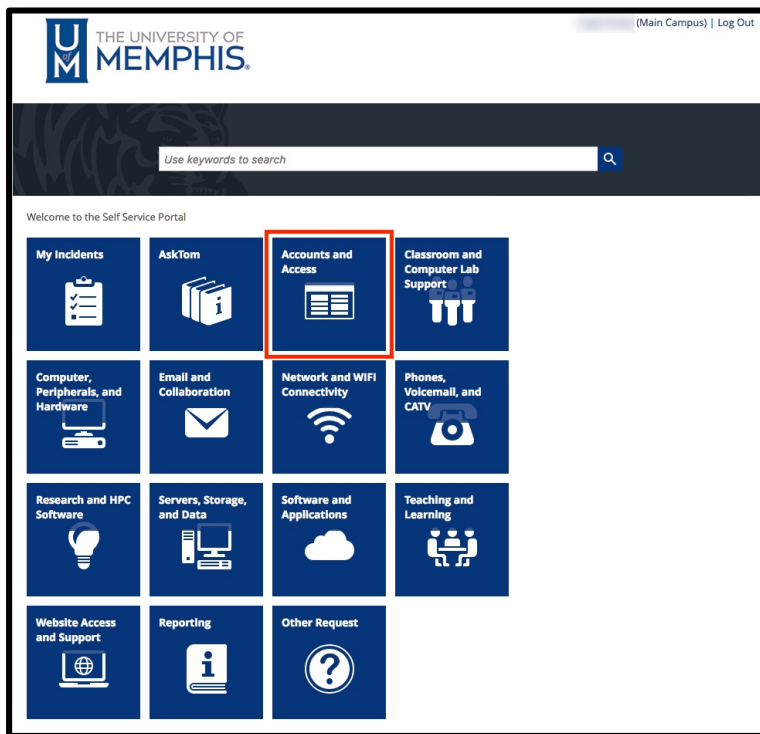 THE UNIVERSITY OF
MEMPHIS.
U
of
M
(Main Campus) | Log Out
Use keywords to search
Welcome to the Self Service Portal
My Incidents
AskTom
i
Accounts and
Access
Classroom and
Computer Lab
Support
Computer,
Peripherals, and
Hardware
Email and
Collaboration
Network and WIFI
Connectivity
Phones,
Voicemail, and
CATV
Research and HPC
Software
Servers, Storage,
and Data
Software and
Applications
Teaching and
Learning
Website Access
and Support
Reporting
i
Other Request
?